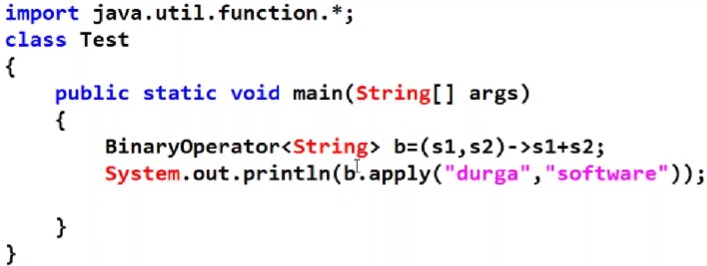 import java.util.function.*;
class Test
{
    public static void main(String[] args)
    {
        BinaryOperator<String> b=(s1,s2)->s1+s2;
        System.out.println(b.apply("durga","software"));
    }
}